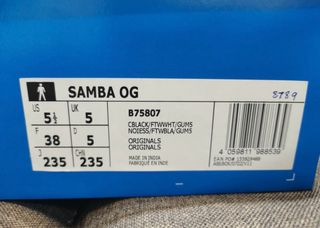 SAMBA OG
8789
US
5½
UK
5
F
38
D
5
J
235
CHN
235
B75807
CBLACK/FTWWHT/GUM5
NOIESS/FTWBLA/GUM5
ORIGINALS
ORIGINALS
MADE IN INDIA
FABRIQUÉ EN INDE
4 059811 988539